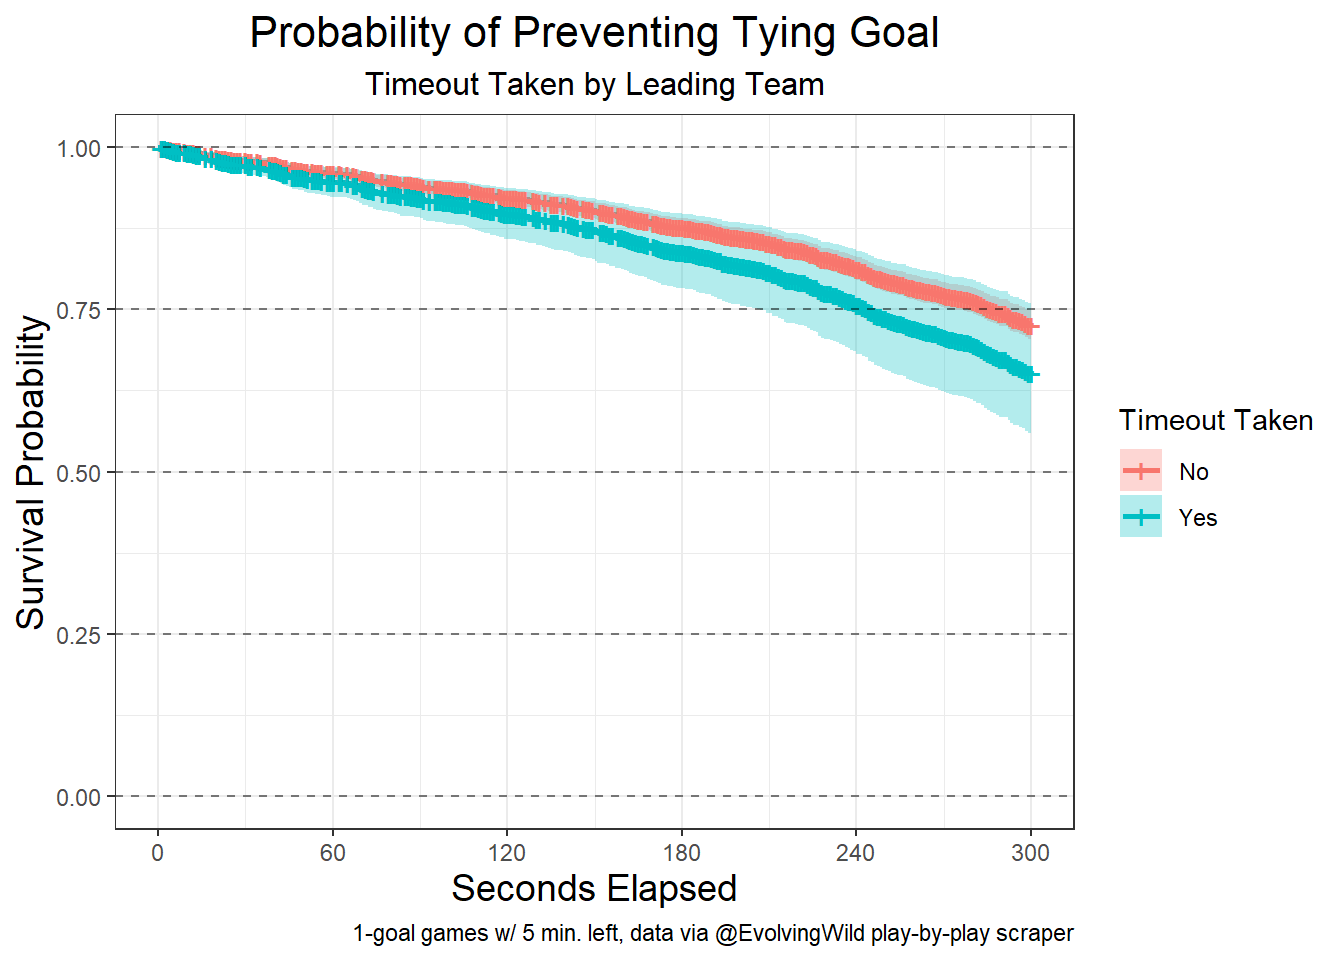 Probability of Preventing Tying Goal
Timeout Taken by Leading Team
Survival Probability
1.00
0.75
0.50
0.25
0.00
0 60 120 180 240 300
Seconds Elapsed
Timeout Taken
No
Yes
1-goal games w/ 5 min. left, data via @EvolvingWild play-by-play scraper